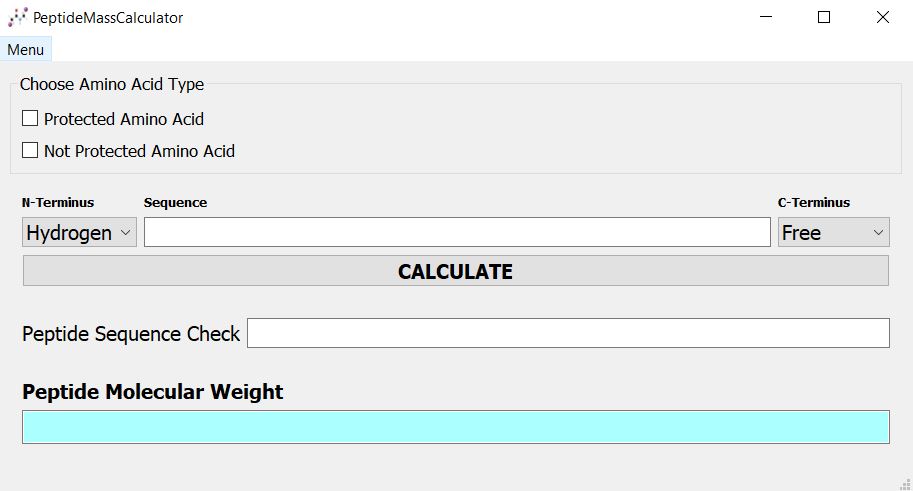 PeptideMassCalculator
Menu
Choose Amino Acid Type
Protected Amino Acid
Not Protected Amino Acid
N-Terminus Sequence C-Terminus
Hydrogen Free
CALCULATE
Peptide Sequence Check
Peptide Molecular Weight